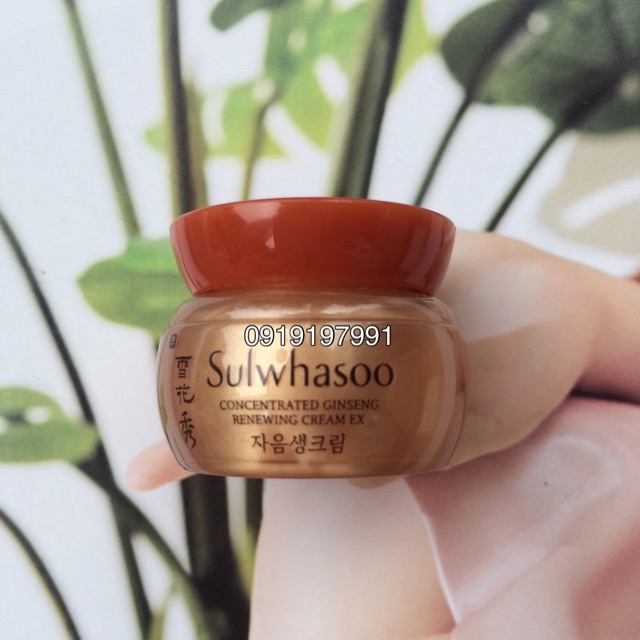 0919197991
雪花秀
Sulwhasoo
CONCENTRATED GINSENG
RENEWING CREAM EX
자음생크림